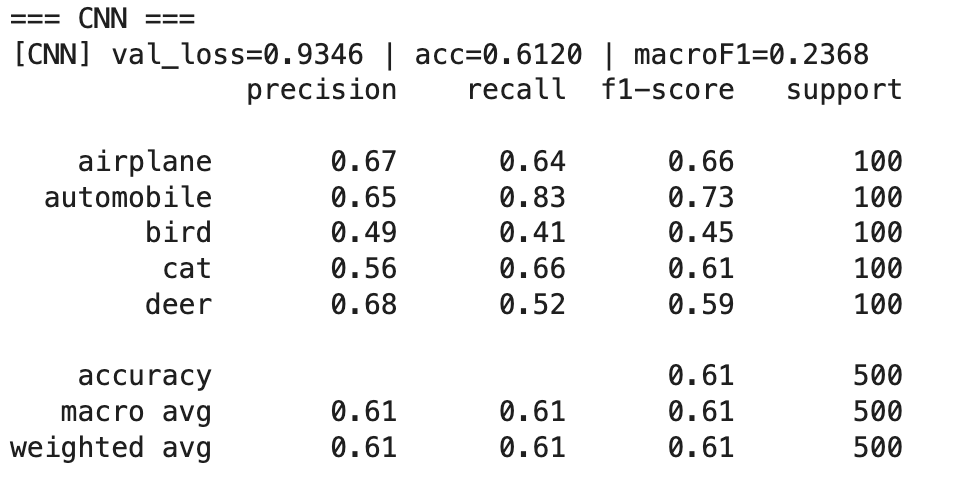 === CNN ===
[CNN] val_loss=0.9346 | acc=0.6120 | macroF1=0.2368
precision recall f1-score support
airplane 0.67 0.64 0.66 100
automobile 0.65 0.83 0.73 100
bird 0.49 0.41 0.45 100
cat 0.56 0.66 0.61 100
deer 0.68 0.52 0.59 100
accuracy 0.61 500
macro avg 0.61 0.61 0.61 500
weighted avg 0.61 0.61 0.61 500